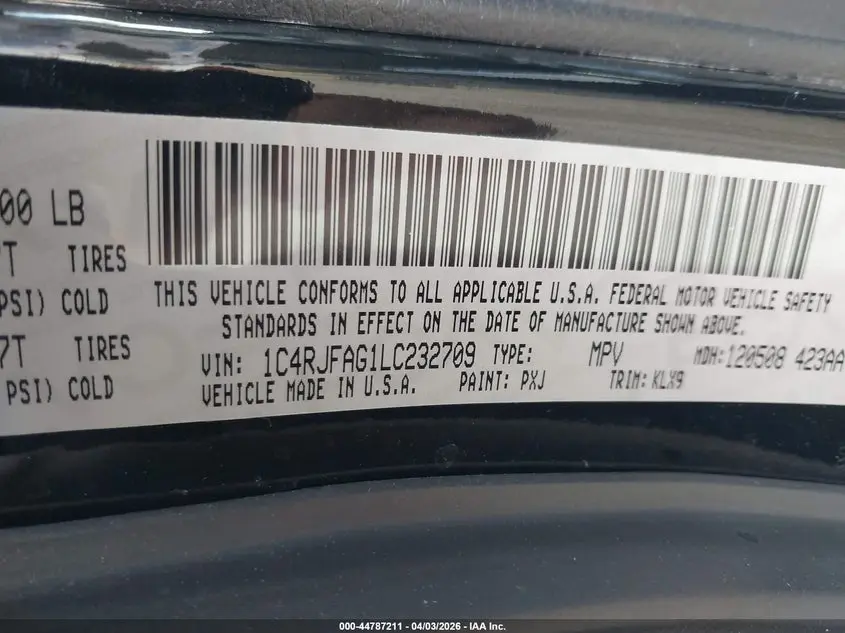 00 LB
T TIRES
PSI) COLD
7T TIRES
PSI) COLD
THIS VEHICLE CONFORMS TO ALL APPLICABLE U.S.A. FEDERAL MOTOR VEHICLE SAFETY
STANDARDS IN EFFECT ON THE DATE OF MANUFACTURE SHOWN ABOVE.
VIN: 1C4RJFAG1LC232709 TYPE: MPV MDH:120508 423AA
VEHICLE MADE IN U.S.A. PAINT: PXJ TRIM: KLX9
000-44787211 - 04/03/2026 - IAA Inc.